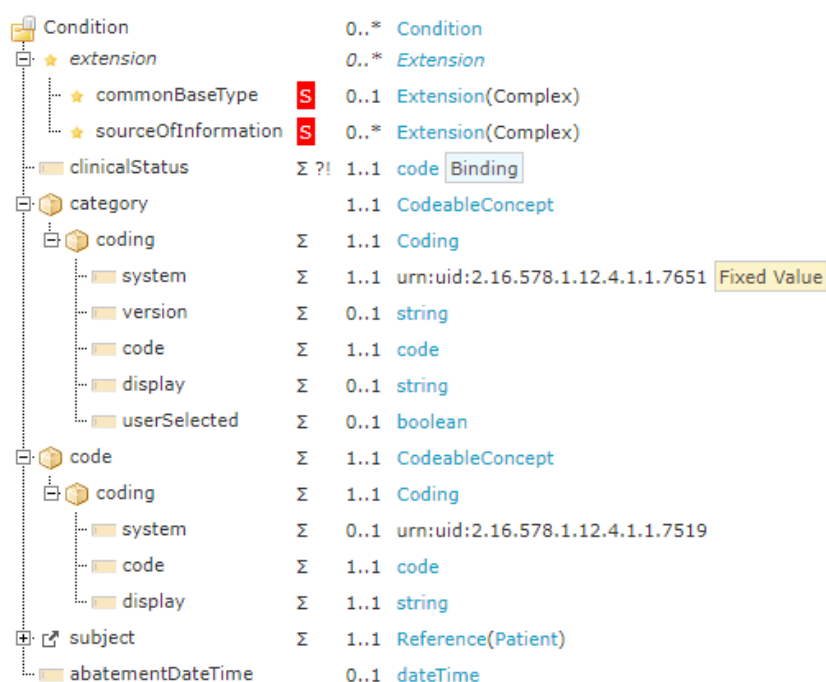 Condition 0..* Condition
extension 0..* Extension
commonBaseType S 0..1 Extension(Complex)
sourceOfInformation S 0..* Extension(Complex)
clinicalStatus Σ ?! 1..1 code Binding
category 1..1 CodeableConcept
coding Σ 1..1 Coding
system Σ 1..1 urn:uid:2.16.578.1.12.4.1.1.7651 Fixed Value
version Σ 0..1 string
code Σ 1..1 code
display Σ 0..1 string
userSelected Σ 0..1 boolean
code Σ 1..1 CodeableConcept
coding Σ 1..1 Coding
system Σ 0..1 urn:uid:2.16.578.1.12.4.1.1.7519
code Σ 1..1 code
display Σ 1..1 string
subject Σ 1..1 Reference(Patient)
abatementDateTime 0..1 dateTime